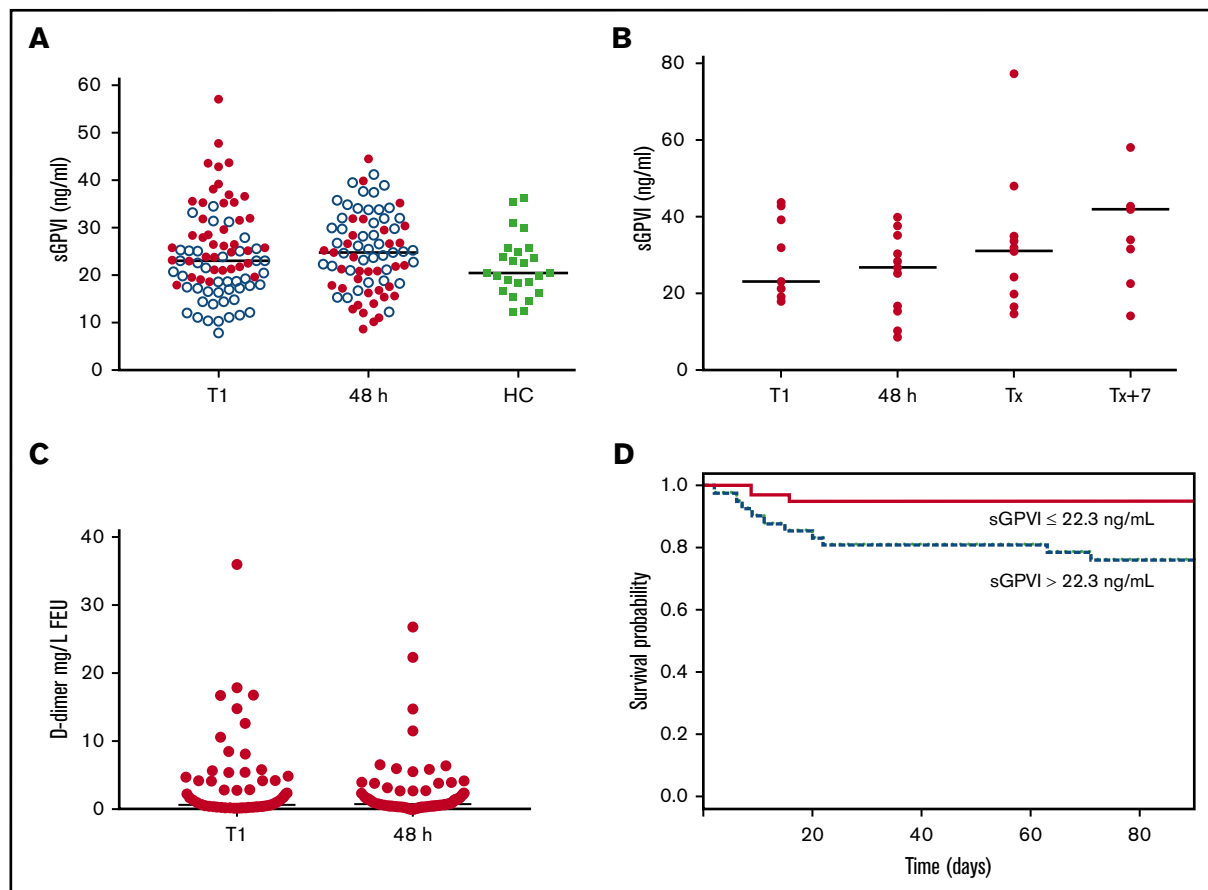 A
sGPVI (ng/ml)
60
50
40
30
20
10
0
T1
48 h
HC
B
sGPVI (ng/ml)
80
60
40
20
0
T1
48 h
Tx
Tx+7
C
D-dimer mg/L FEU
40
30
20
10
0
T1
48 h
D
Survival probability
1.0
0.8
0.6
0.4
0.2
0.0
sGPVI ≤ 22.3 ng/mL
sGPVI > 22.3 ng/mL
20
40
60
80
Time (days)